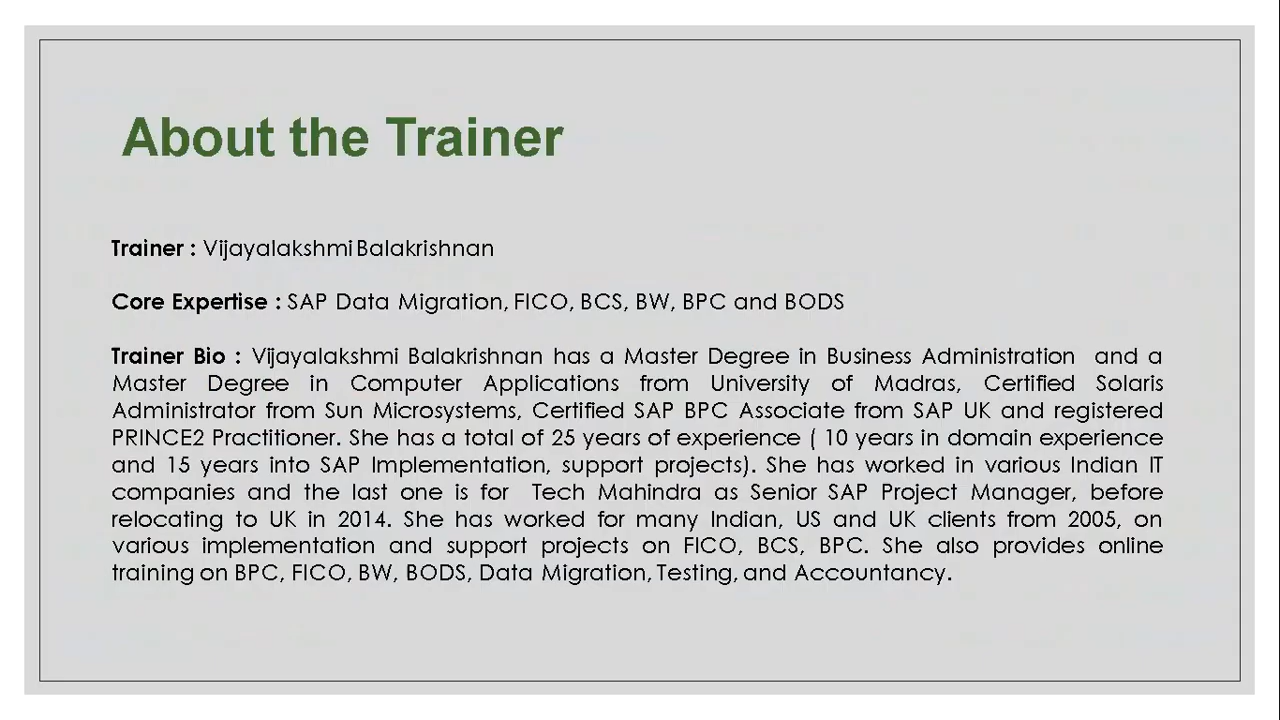 About the Trainer
Trainer : Vijayalakshmi Balakrishnan
Core Expertise : SAP Data Migration, FICO, BCS, BW, BPC and BODS
Trainer Bio : Vijayalakshmi Balakrishnan has a Master Degree in Business Administration and a
Master Degree in Computer Applications from University of Madras, Certified Solaris
Administrator from Sun Microsystems, Certified SAP BPC Associate from SAP UK and registered
PRINCE2 Practitioner. She has a total of 25 years of experience ( 10 years in domain experience
and 15 years into SAP Implementation, support projects). She has worked in various Indian IT
companies and the last one is for Tech Mahindra as Senior SAP Project Manager, before
relocating to UK in 2014. She has worked for many Indian, US and UK clients from 2005, on
various implementation and support projects on FICO, BCS, BPC. She also provides online
training on BPC, FICO, BW, BODS, Data Migration, Testing, and Accountancy.